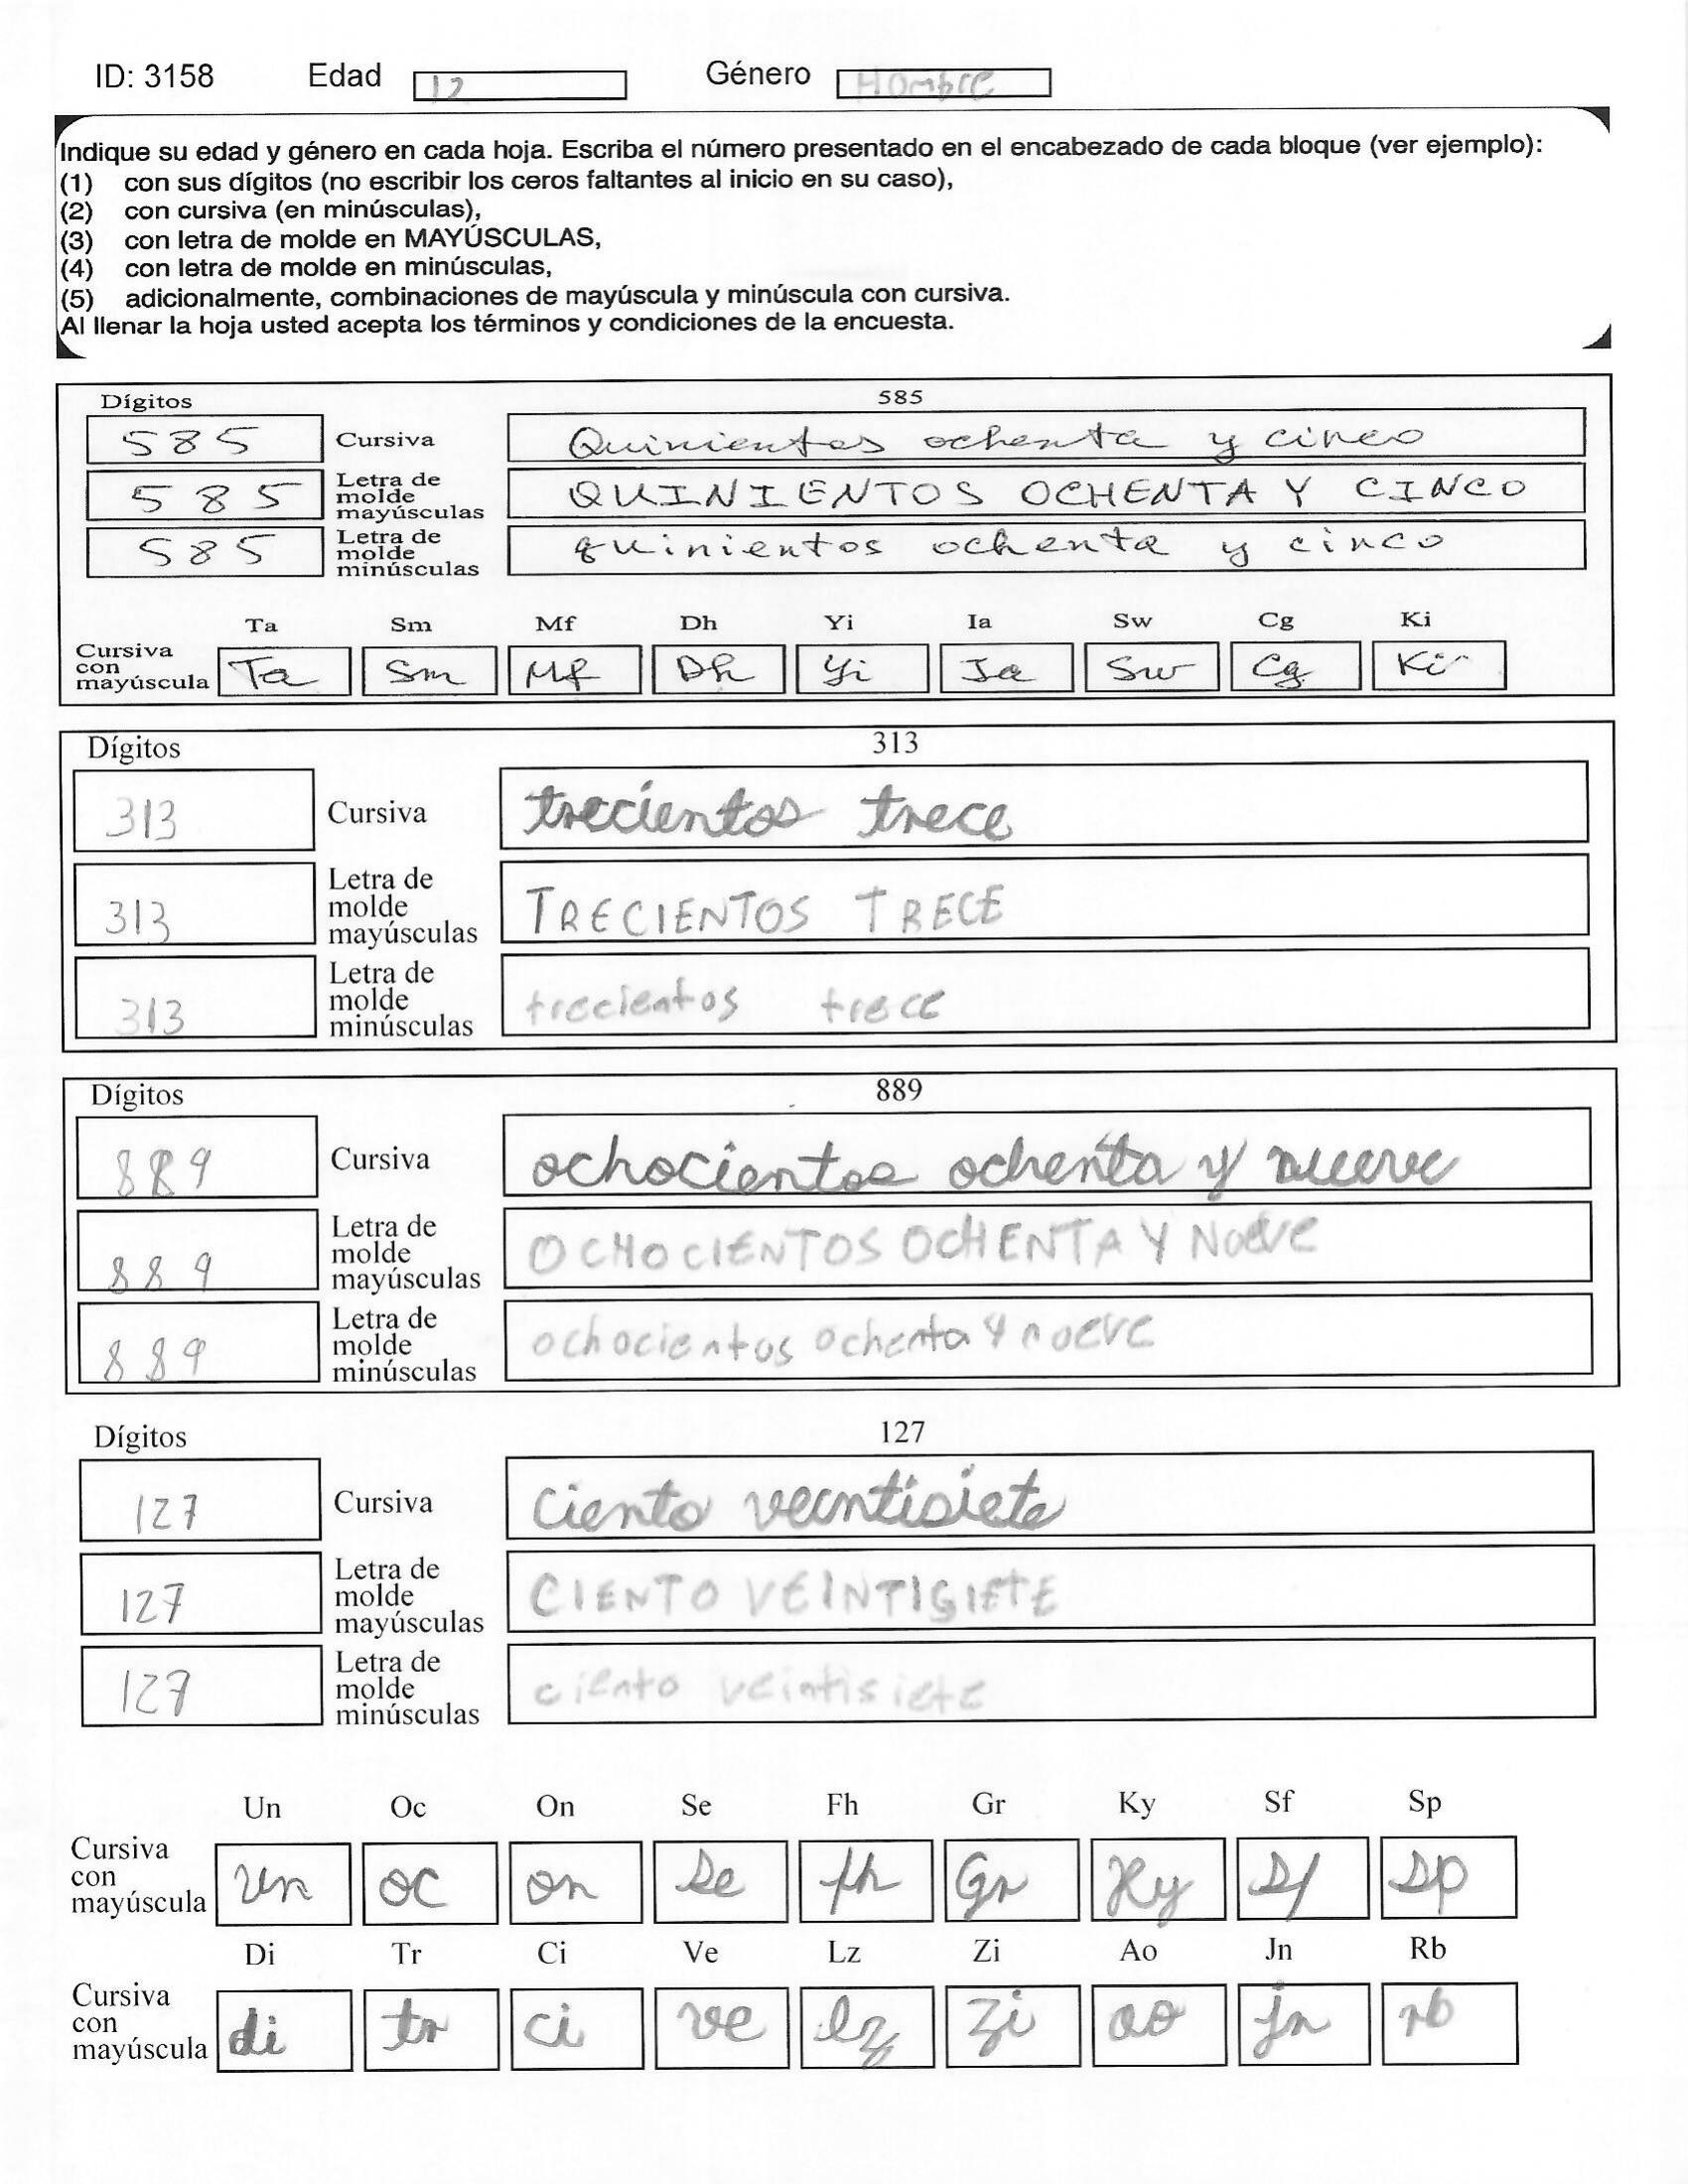 ID: 3158 Edad 12 Género Hombre
Indique su edad y género en cada hoja. Escriba el número presentado en el encabezado de cada bloque (ver ejemplo):
(1) con sus dígitos (no escribir los ceros faltantes al inicio en su caso),
(2) con cursiva (en minúsculas),
(3) con letra de molde en MAYÚSCULAS,
(4) con letra de molde en minúsculas,
(5) adicionalmente, combinaciones de mayúscula y minúscula con cursiva.
Al llenar la hoja usted acepta los términos y condiciones de la encuesta.
Dígitos 585
585 Cursiva Quinientos ochenta y cinco
585 Letra de molde mayúsculas QUINIENTOS OCHENTA Y CINCO
585 Letra de molde minúsculas quinientos ochenta y cinco
Ta Sm Mf Dh Yi Ia Sw Cg Ki
Cursiva con mayúscula Ta Sm Mf Dh Yi Ia Sw Cg Ki
Dígitos 313
313 Cursiva trecientos trece
313 Letra de molde mayúsculas TRECIENTOS TRECE
313 Letra de molde minúsculas trecientos trece
Dígitos 889
889 Cursiva ochocientos ochenta y nueve
889 Letra de molde mayúsculas OCHOCIENTOS OCHENTA Y NOEVE
889 Letra de molde minúsculas ochocientos ochenta y noeve
Dígitos 127
127 Cursiva ciento veintisiete
127 Letra de molde mayúsculas CIENTO VEINTISIETE
127 Letra de molde minúsculas ciento veintisiete
Un Oc On Se Fh Gr Ky Sf Sp
Cursiva con mayúscula un oc on se fh Gr Ky sf sp
Di Tr Ci Ve Lz Zi Ao Jn Rb
Cursiva con mayúscula di tr ci ve lz zi ao jn rb